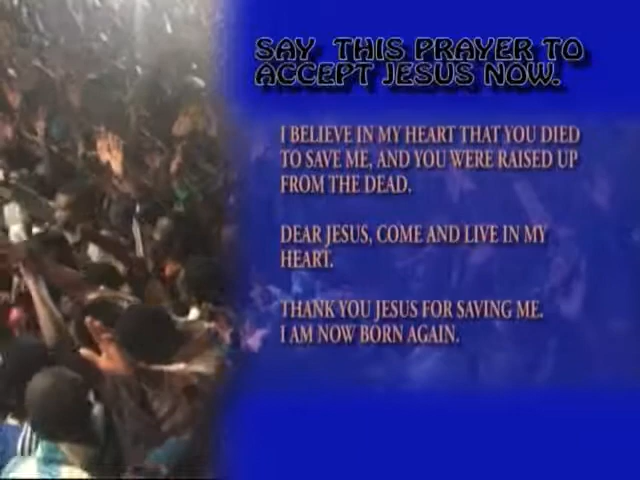 SAY THIS PRAYER TO
ACCEPT JESUS NOW.
I BELIEVE IN MY HEART THAT YOU DIED
TO SAVE ME, AND YOU WERE RAISED UP
FROM THE DEAD.
DEAR JESUS, COME AND LIVE IN MY
HEART.
THANK YOU JESUS FOR SAVING ME.
I AM NOW BORN AGAIN.